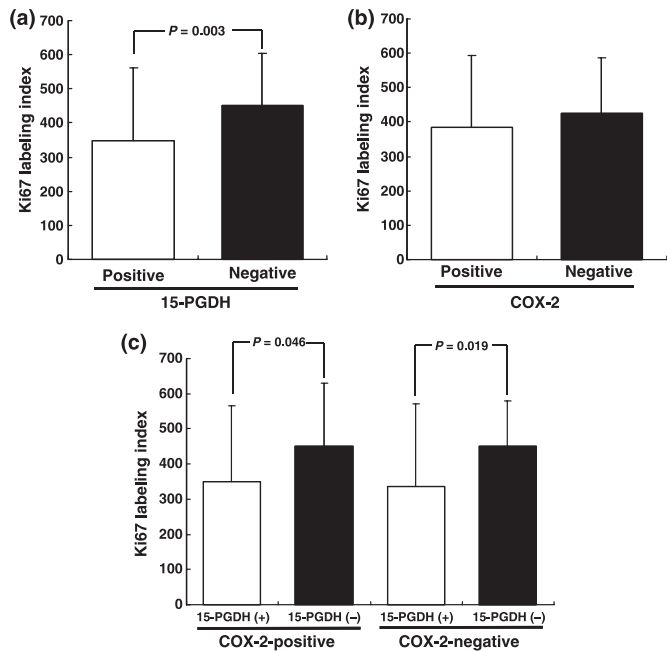 (a)
P = 0.003
Ki67 labeling index
700
600
500
400
300
200
100
0
Positive Negative
15-PGDH
(b)
Ki67 labeling index
700
600
500
400
300
200
100
0
Positive Negative
COX-2
(c)
P = 0.046 P = 0.019
Ki67 labeling index
700
600
500
400
300
200
100
0
15-PGDH (+) 15-PGDH (–) 15-PGDH (+) 15-PGDH (–)
COX-2-positive COX-2-negative